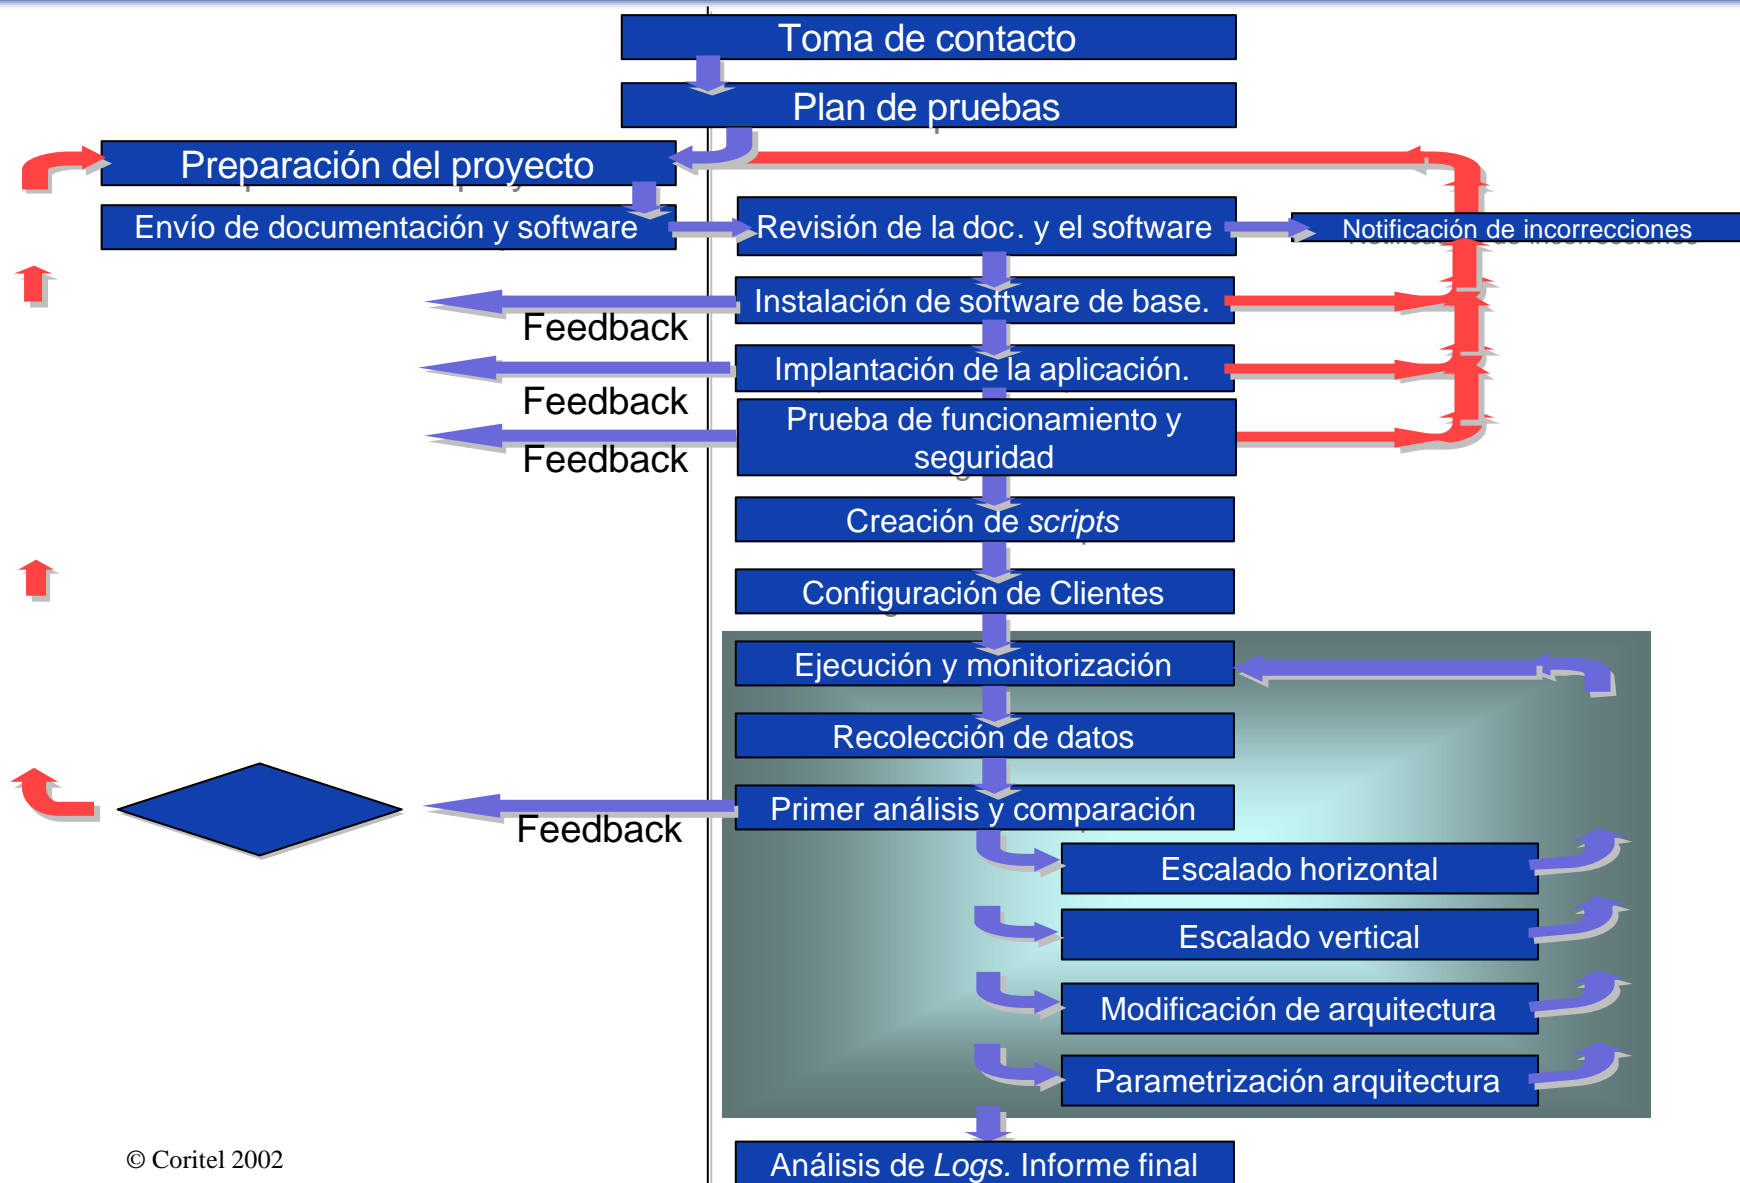 Toma de contacto
Plan de pruebas
Preparación del proyecto
Envío de documentación y software
Revisión de la doc. y el software
Notificación de incorrecciones
Instalación de software de base.
Feedback
Implantación de la aplicación.
Feedback
Prueba de funcionamiento y
seguridad
Feedback
Creación de scripts
Configuración de Clientes
Ejecución y monitorización
Recolección de datos
Primer análisis y comparación
Feedback
Escalado horizontal
Escalado vertical
Modificación de arquitectura
Parametrización arquitectura
Análisis de Logs. Informe final
© Coritel 2002